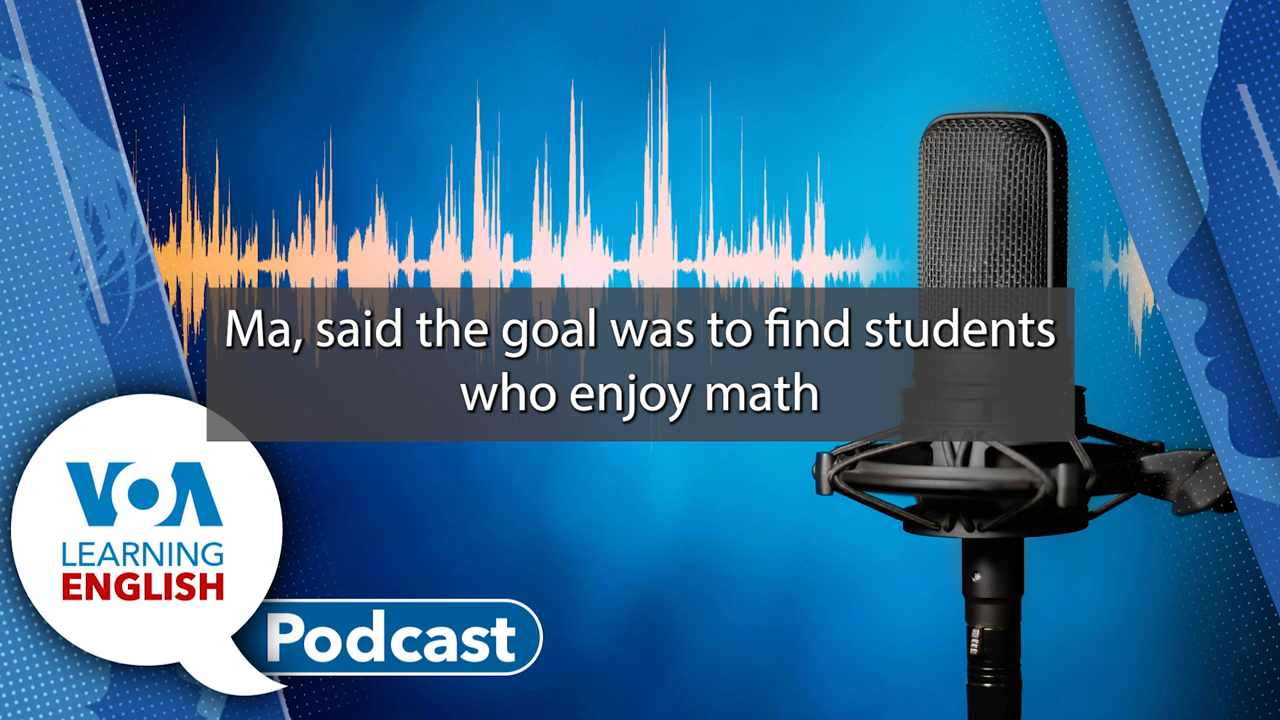 Ma, said the goal was to find students
who enjoy math
VOA
LEARNING
ENGLISH
Podcast